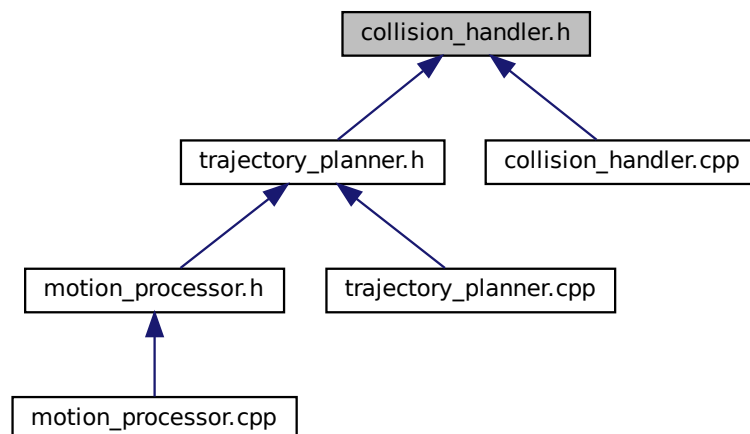 collision_handler.h
trajectory_planner.h
collision_handler.cpp
motion_processor.h
trajectory_planner.cpp
motion_processor.cpp